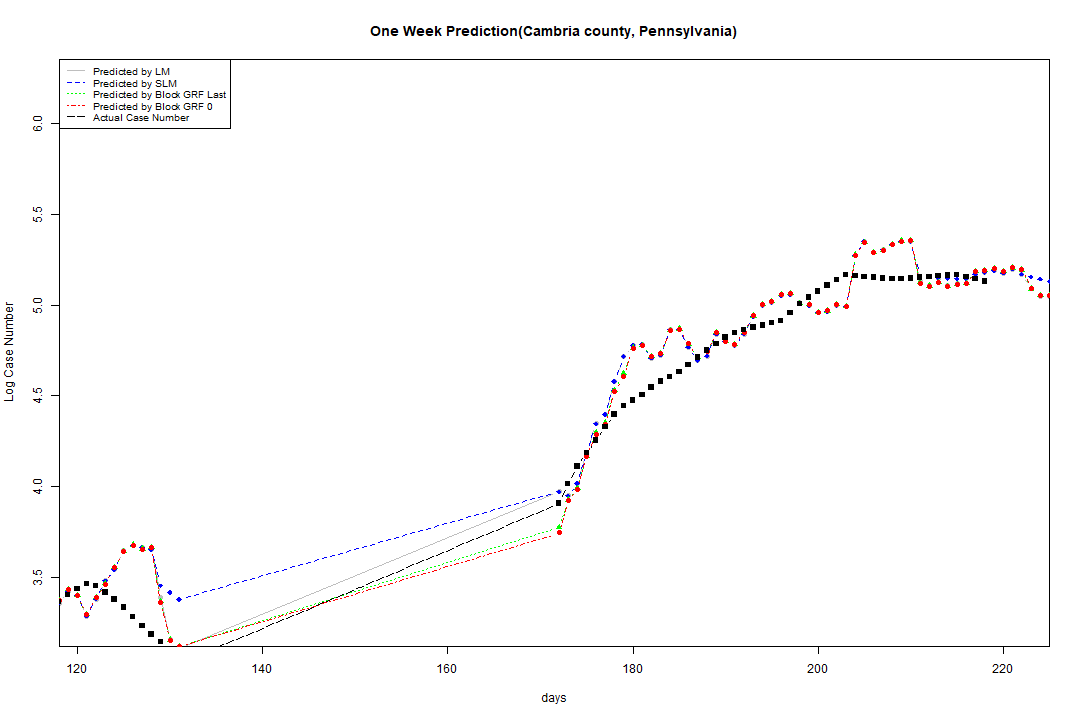 One Week Prediction(Cambria county, Pennsylvania)
Predicted by LM
Predicted by SLM
Predicted by Block GRF Last
Predicted by Block GRF 0
Actual Case Number
6.0
5.5
5.0
4.5
4.0
3.5
Log Case Number
120 140 160 180 200 220
days